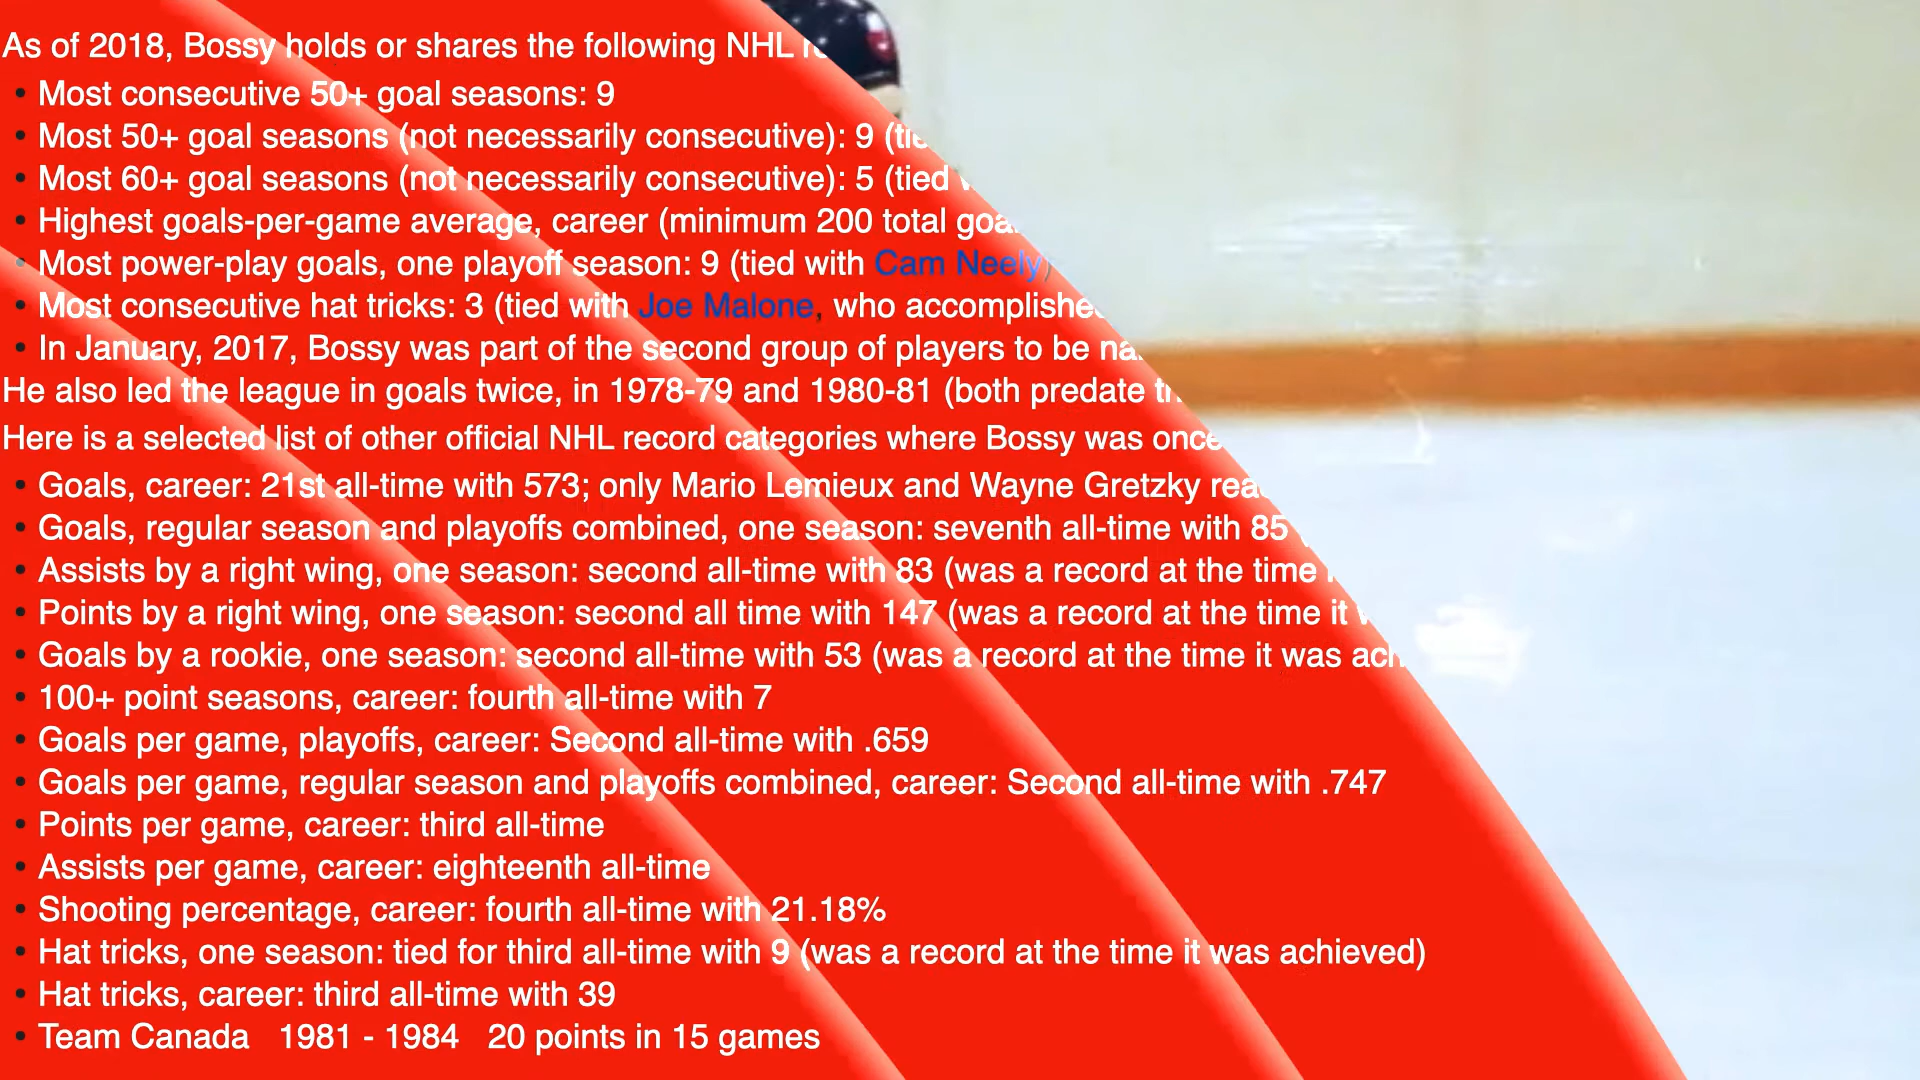 As of 2018, Bossy holds or shares the following NHL
• Most consecutive 50+ goal seasons: 9
• Most 50+ goal seasons (not necessarily consecutive): 9 (tie
• Most 60+ goal seasons (not necessarily consecutive): 5 (tied
• Highest goals-per-game average, career (minimum 200 total goa
• Most power-play goals, one playoff season: 9 (tied with Cam Neely)
• Most consecutive hat tricks: 3 (tied with Joe Malone, who accomplishe
• In January, 2017, Bossy was part of the second group of players to be na
He also led the league in goals twice, in 1978-79 and 1980-81 (both predate
Here is a selected list of other official NHL record categories where Bossy was once
• Goals, career: 21st all-time with 573; only Mario Lemieux and Wayne Gretzky rea
• Goals, regular season and playoffs combined, one season: seventh all-time with 85
• Assists by a right wing, one season: second all-time with 83 (was a record at the time
• Points by a right wing, one season: second all time with 147 (was a record at the time it
• Goals by a rookie, one season: second all-time with 53 (was a record at the time it was ach
• 100+ point seasons, career: fourth all-time with 7
• Goals per game, playoffs, career: Second all-time with .659
• Goals per game, regular season and playoffs combined, career: Second all-time with .747
• Points per game, career: third all-time
• Assists per game, career: eighteenth all-time
• Shooting percentage, career: fourth all-time with 21.18%
• Hat tricks, one season: tied for third all-time with 9 (was a record at the time it was achieved)
• Hat tricks, career: third all-time with 39
• Team Canada 1981 - 1984 20 points in 15 games